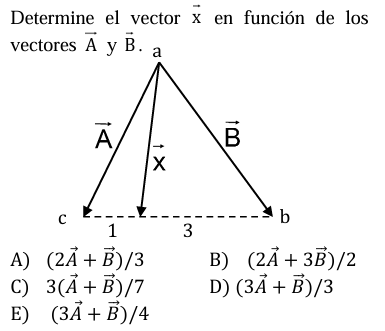 Determine el vector x⃗ en función de los
vectores A⃗ y B⃗.
a
A⃗
B⃗
x⃗
c
b
1
3
A) (2A⃗ + B⃗)/3
B) (2A⃗ + 3B⃗)/2
C) 3(A⃗ + B⃗)/7
D) (3A⃗ + B⃗)/3
E) (3A⃗ + B⃗)/4